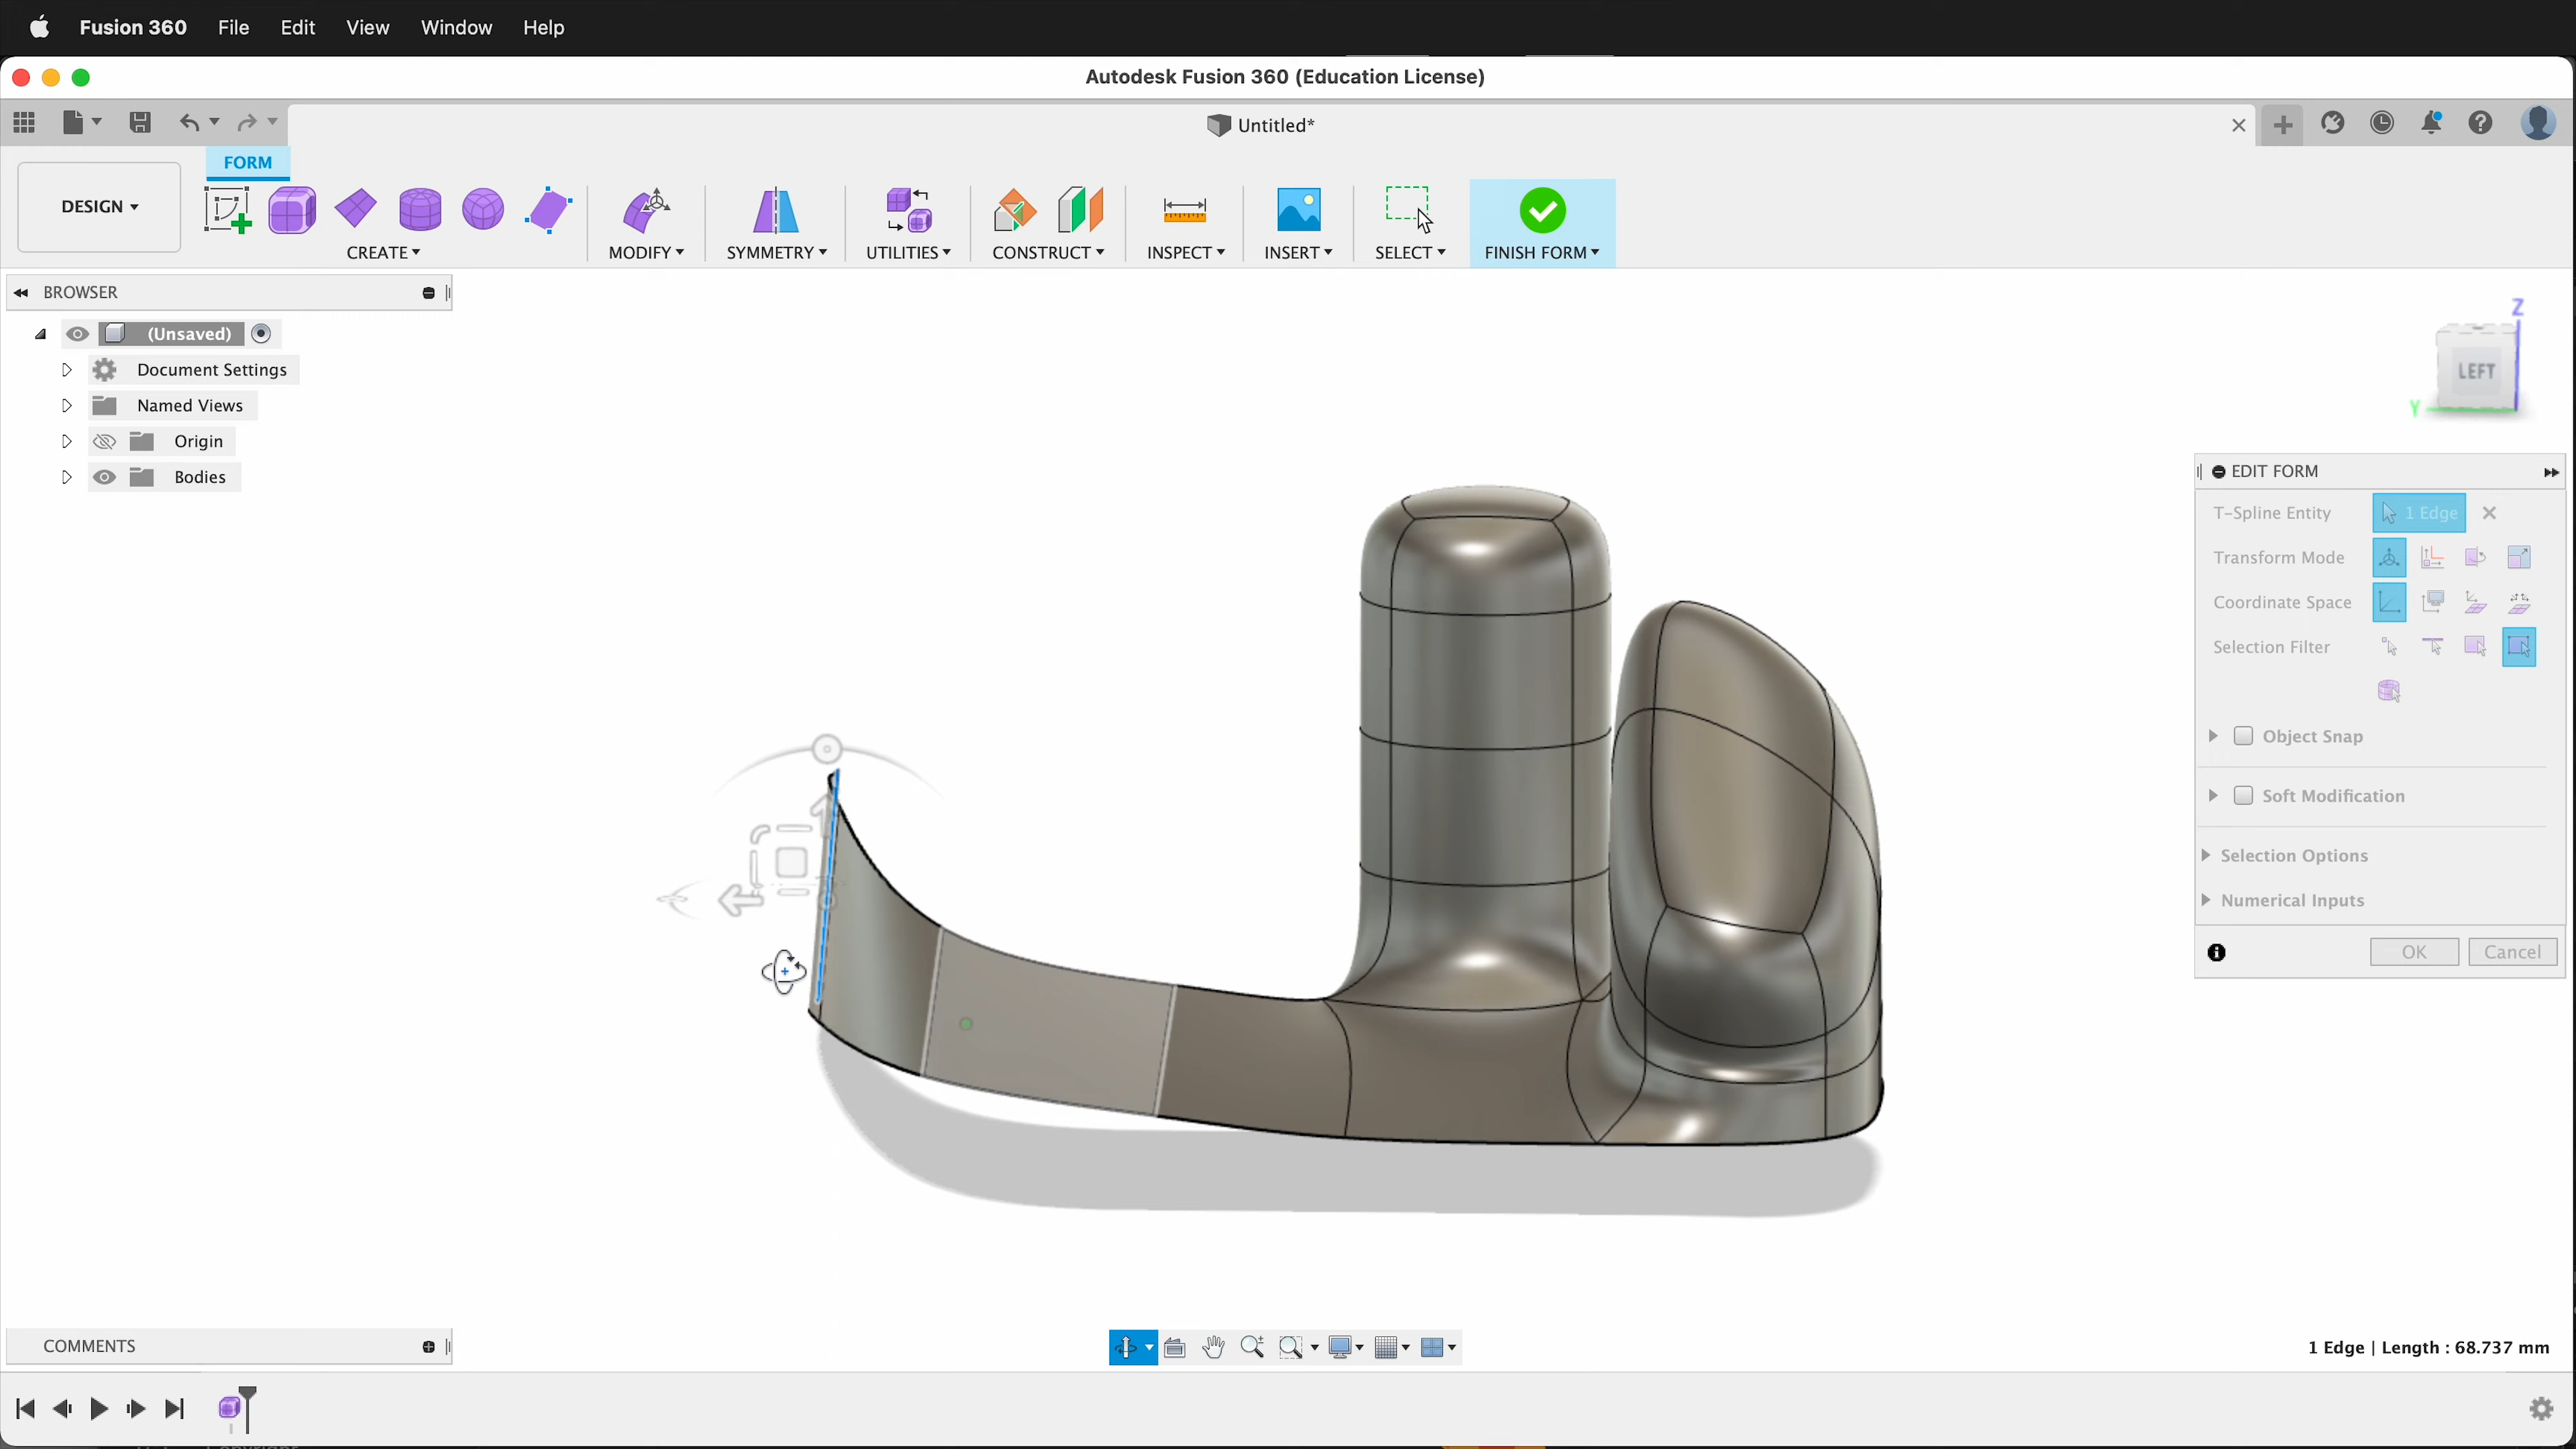 Fusion 360 File Edit View Window Help
Autodesk Fusion 360 (Education License)
Untitled*
FORM
DESIGN
CREATE MODIFY SYMMETRY UTILITIES CONSTRUCT INSPECT INSERT SELECT FINISH FORM
BROWSER
(Unsaved)
Document Settings
Named Views
Origin
Bodies
Z
LEFT
Y
EDIT FORM
T-Spline Entity 1 Edge
Transform Mode
Coordinate Space
Selection Filter
Object Snap
Soft Modification
Selection Options
Numerical Inputs
OK Cancel
COMMENTS
1 Edge | Length : 68.737 mm